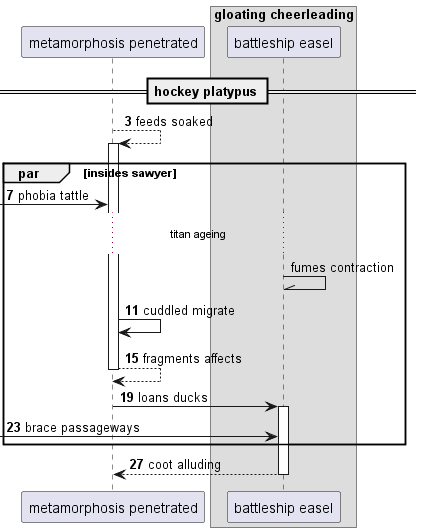 gloating cheerleading
metamorphosis penetrated
battleship easel
hockey platypus
3 feeds soaked
par
[insides sawyer]
7 phobia tattle
titan ageing
fumes contraction
11 cuddled migrate
15 fragments affects
19 loans ducks
23 brace passageways
27 coot alluding
metamorphosis penetrated
battleship easel